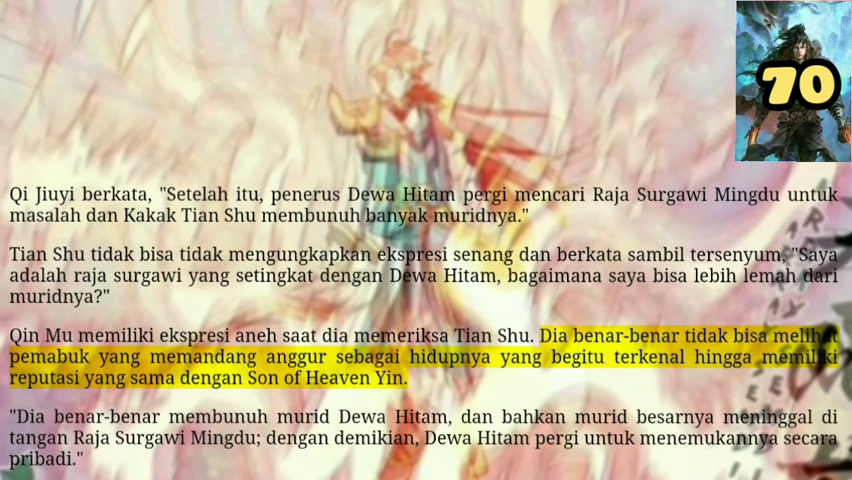 70
Qi Jiuyi berkata, "Setelah itu, penerus Dewa Hitam pergi mencari Raja Surgawi Mingdu untuk
masalah dan Kakak Tian Shu membunuh banyak muridnya."
Tian Shu tidak bisa tidak mengungkapkan ekspresi senang dan berkata sambil tersenyum, "Saya
adalah raja surgawi yang setingkat dengan Dewa Hitam, bagaimana saya bisa lebih lemah dari
muridnya?"
Qin Mu memiliki ekspresi aneh saat dia memeriksa Tian Shu. Dia benar-benar tidak bisa melihat
pemabuk yang memandang anggur sebagai hidupnya yang begitu terkenal hingga memiliki
reputasi yang sama dengan Son of Heaven Yin.
"Dia benar-benar membunuh murid Dewa Hitam, dan bahkan murid besarnya meninggal di
tangan Raja Surgawi Mingdu; dengan demikian, Dewa Hitam pergi untuk menemukannya secara
pribadi."